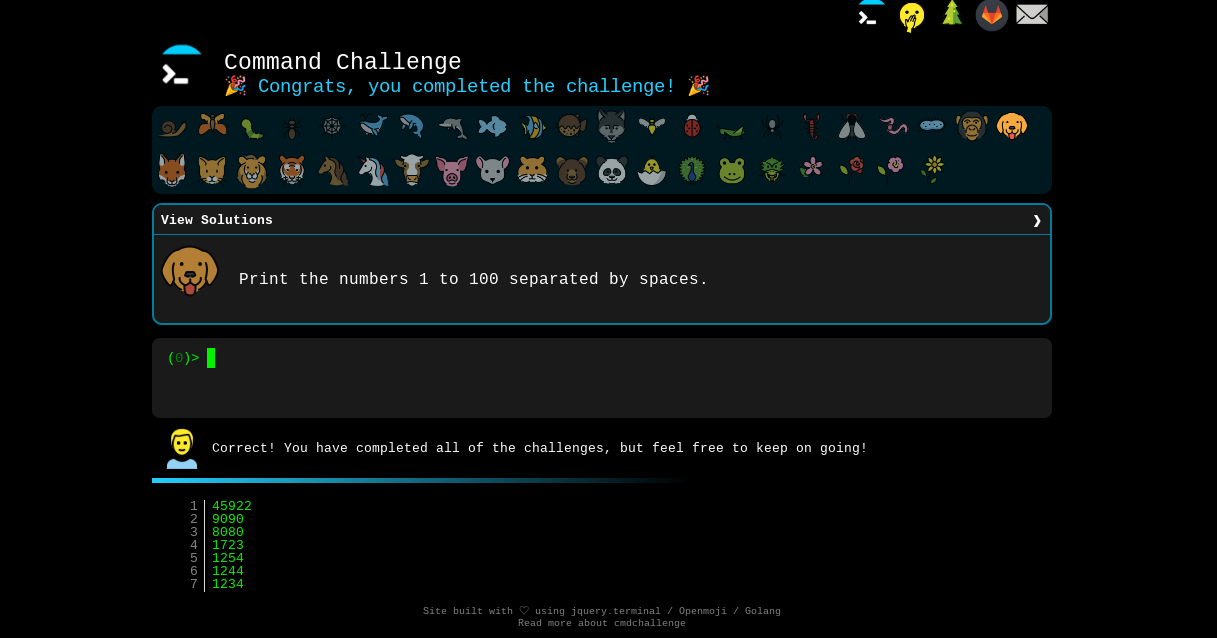 Command Challenge
🎉 Congrats, you completed the challenge! 🎉
View Solutions ❯
Print the numbers 1 to 100 separated by spaces.
(0)>
Correct! You have completed all of the challenges, but feel free to keep on going!
1 45922
2 9090
3 8080
4 1723
5 1254
6 1244
7 1234
Site built with ♡ using jquery.terminal / Openmoji / Golang
Read more about cmdchallenge